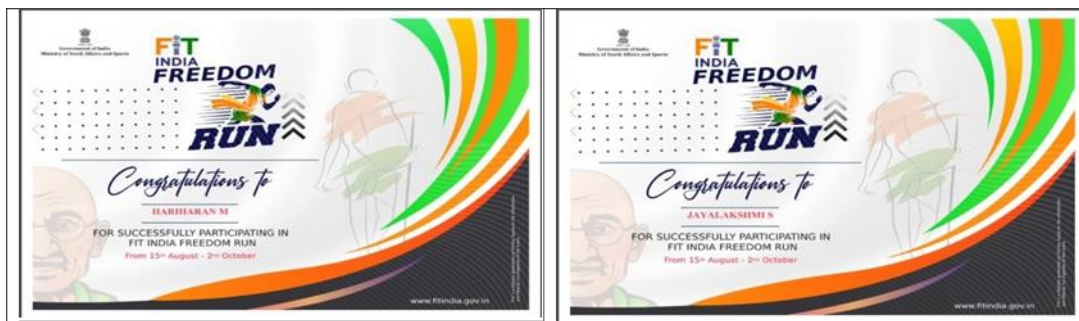 Government of India
Ministry of Youth Affairs and Sports
FIT
INDIA
FREEDOM
RUN
Congratulations to
HARIHARAN M
FOR SUCCESSFULLY PARTICIPATING IN
FIT INDIA FREEDOM RUN
From 15th August - 2nd October
www.fitindia.gov.in
Government of India
Ministry of Youth Affairs and Sports
FIT
INDIA
FREEDOM
RUN
Congratulations to
JAYALAKSHMI S
FOR SUCCESSFULLY PARTICIPATING IN
FIT INDIA FREEDOM RUN
From 15th August - 2nd October
www.fitindia.gov.in